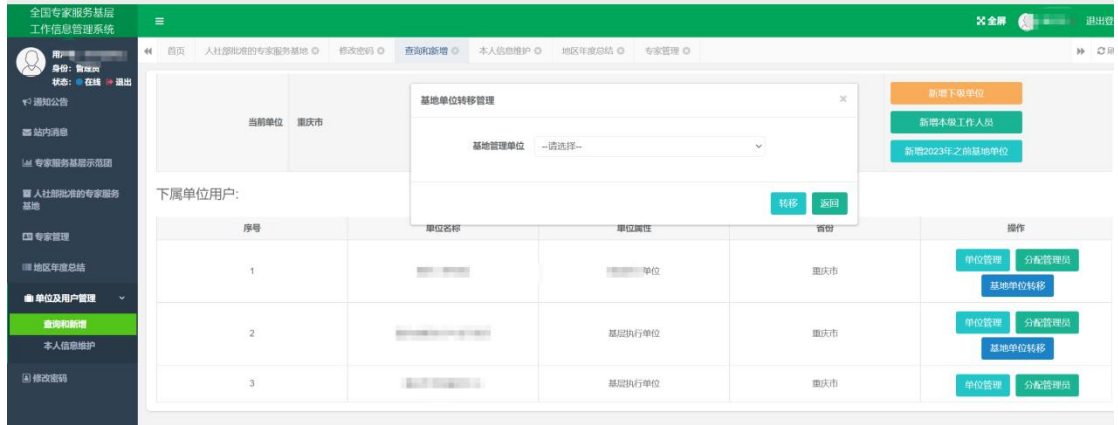 全国专家服务基层
工作信息管理系统
全屏
退出登
身份: 管理员
状态: 在线 退出
首页
人社部批准的专家服务基地
修改密码
查询和新增
本人信息维护
地区年度总结
专家管理
通知公告
站内消息
专家服务基层示范团
人社部批准的专家服务
基地
专家管理
地区年度总结
单位及用户管理
查询和新增
本人信息维护
修改密码
当前单位 重庆市
新增下级单位
新增本级工作人员
新增2023年之前基地单位
基地单位转移管理
基地管理单位 --请选择--
转移 返回
下属单位用户:
序号 单位名称 单位属性 省份 操作
1 单位 重庆市 单位管理 分配管理员
基地单位转移
2 基层执行单位 重庆市 单位管理 分配管理员
基地单位转移
3 基层执行单位 重庆市 单位管理 分配管理员